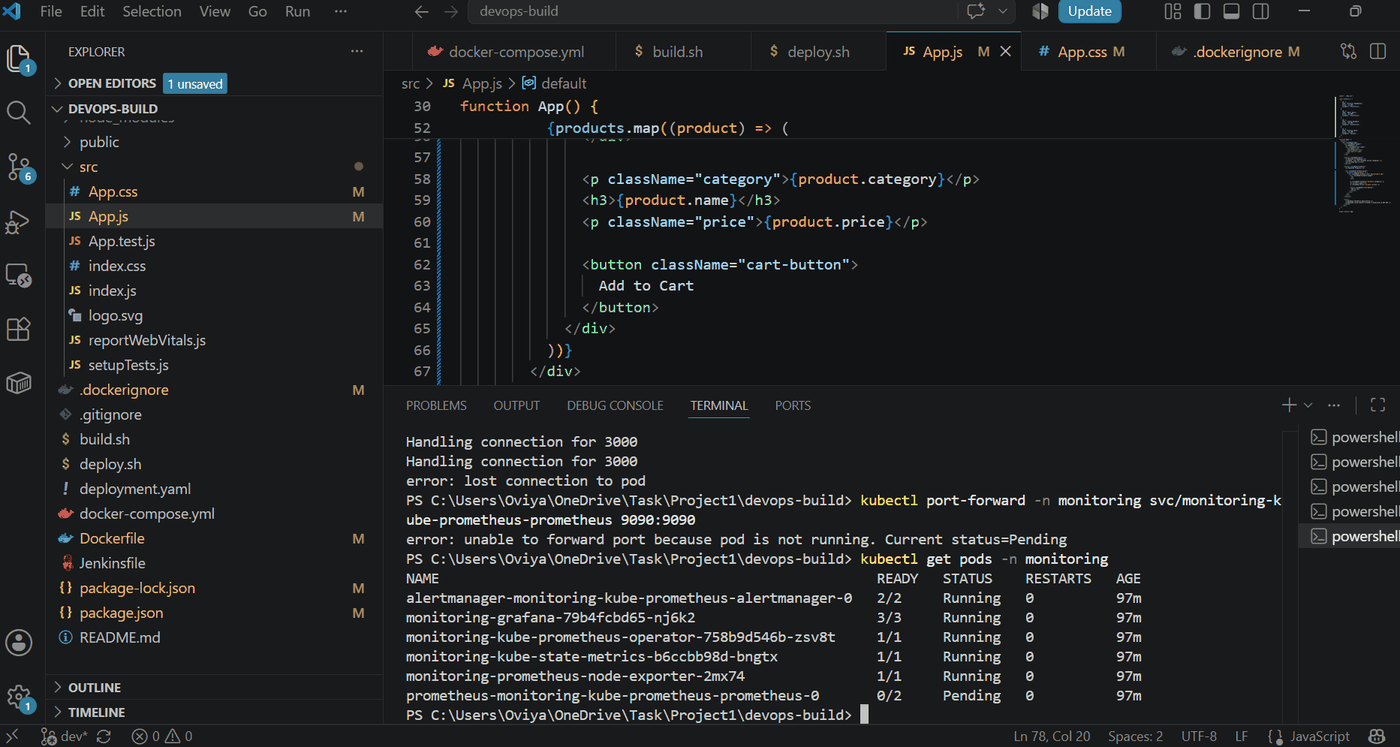 File Edit Selection View Go Run ···
devops-build
Update
EXPLORER
OPEN EDITORS 1 unsaved
DEVOPS-BUILD
node_modules
public
src
# App.css M
JS App.js M
JS App.test.js
# index.css
JS index.js
logo.svg
JS reportWebVitals.js
JS setupTests.js
.dockerignore M
.gitignore
$ build.sh
$ deploy.sh
! deployment.yaml
docker-compose.yml
Dockerfile M
Jenkinsfile
{} package-lock.json M
{} package.json M
README.md
OUTLINE
TIMELINE
1
6
1
docker-compose.yml $ build.sh $ deploy.sh JS App.js M # App.css M .dockerignore M
src > JS App.js > default
30 function App() {
52 {products.map((product) => (
</div>
57
58 <p className="category">{product.category}</p>
59 <h3>{product.name}</h3>
60 <p className="price">{product.price}</p>
61
62 <button className="cart-button">
63 Add to Cart
64 </button>
65 </div>
66 ))}
67 </div>
PROBLEMS OUTPUT DEBUG CONSOLE TERMINAL PORTS
Handling connection for 3000
Handling connection for 3000
error: lost connection to pod
PS C:\Users\Oviya\OneDrive\Task\Project1\devops-build> kubectl port-forward -n monitoring svc/monitoring-k
ube-prometheus-prometheus 9090:9090
error: unable to forward port because pod is not running. Current status=Pending
PS C:\Users\Oviya\OneDrive\Task\Project1\devops-build> kubectl get pods -n monitoring
NAME READY STATUS RESTARTS AGE
alertmanager-monitoring-kube-prometheus-alertmanager-0 2/2 Running 0 97m
monitoring-grafana-79b4fcbd65-nj6k2 3/3 Running 0 97m
monitoring-kube-prometheus-operator-758b9d546b-zsv8t 1/1 Running 0 97m
monitoring-kube-state-metrics-b6ccbb98d-bngtx 1/1 Running 0 97m
monitoring-prometheus-node-exporter-2mx74 1/1 Running 0 97m
prometheus-monitoring-kube-prometheus-prometheus-0 0/2 Pending 0 97m
PS C:\Users\Oviya\OneDrive\Task\Project1\devops-build>
powershell
powershell
powershell
powershell
powershell
dev* 0 0 Ln 78, Col 20 Spaces: 2 UTF-8 LF {} JavaScript